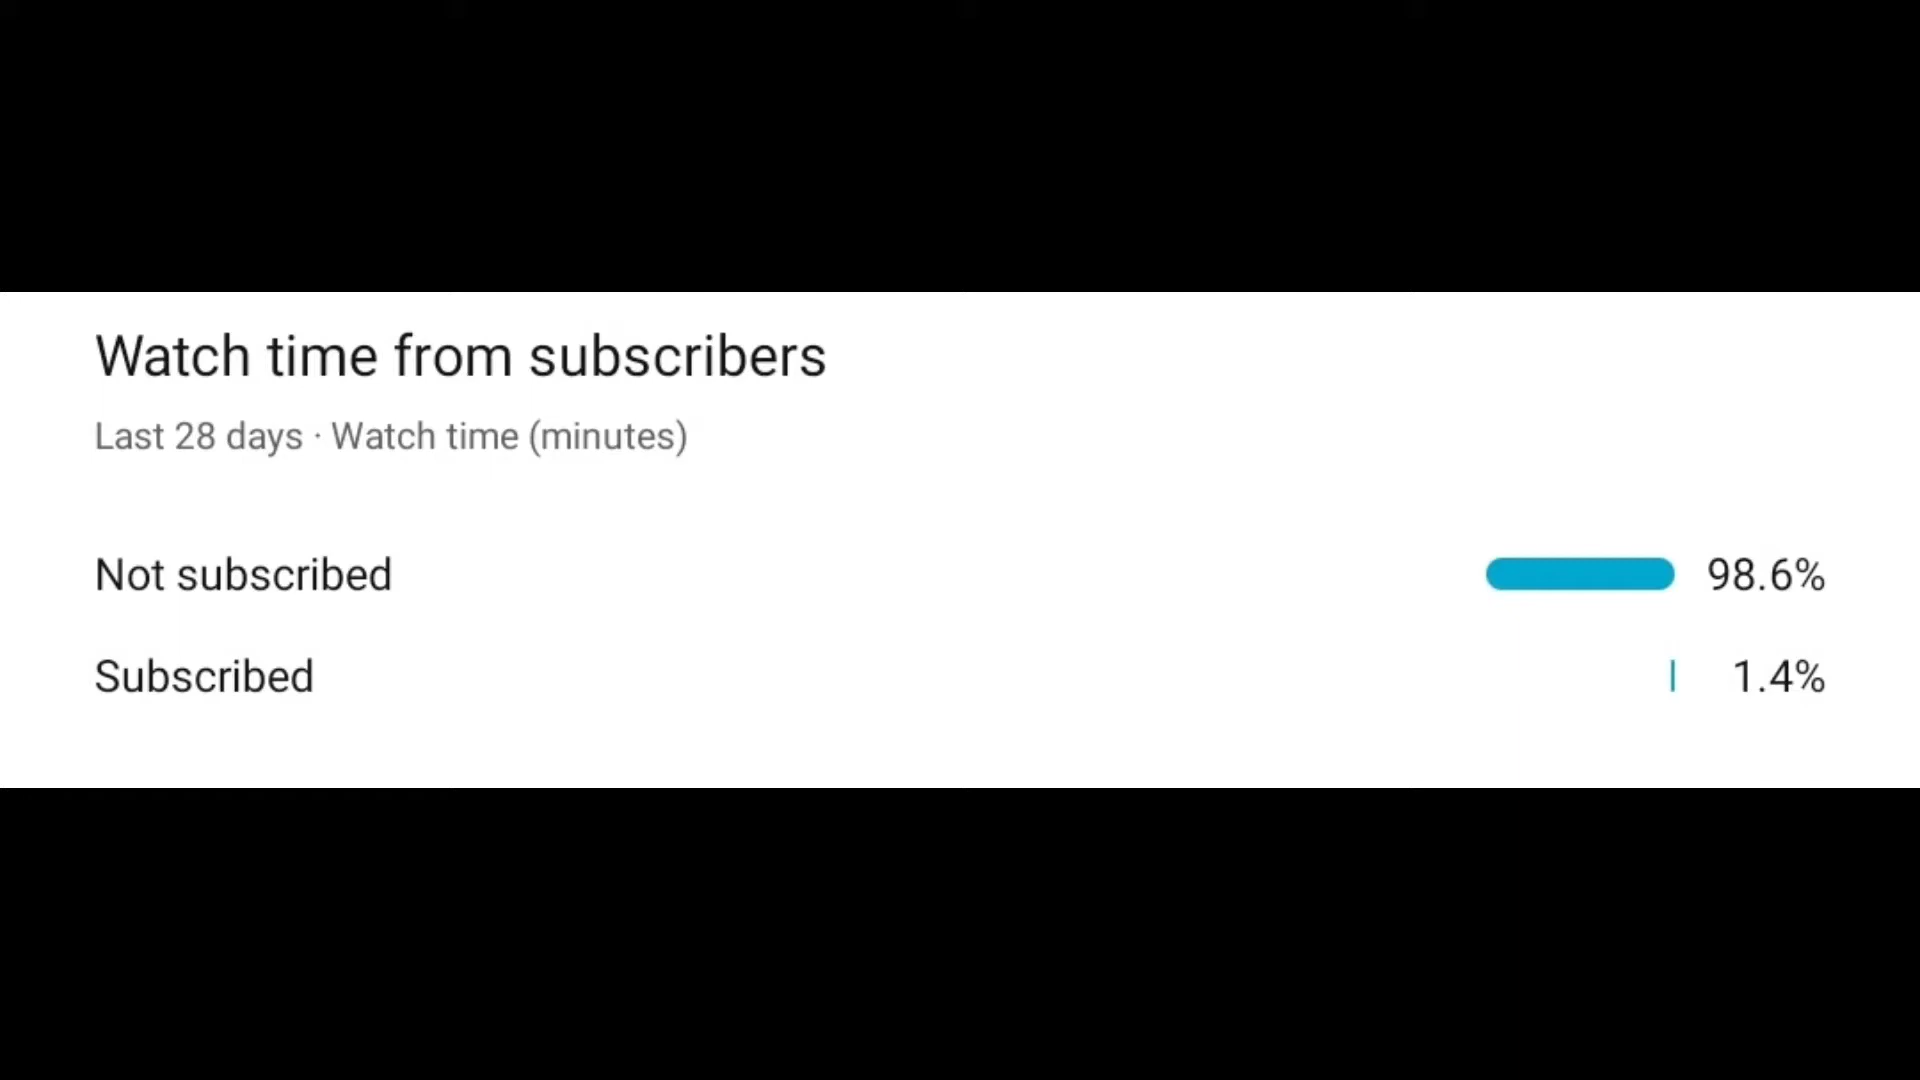 Watch time from subscribers
Last 28 days · Watch time (minutes)
Not subscribed 98.6%
Subscribed 1.4%